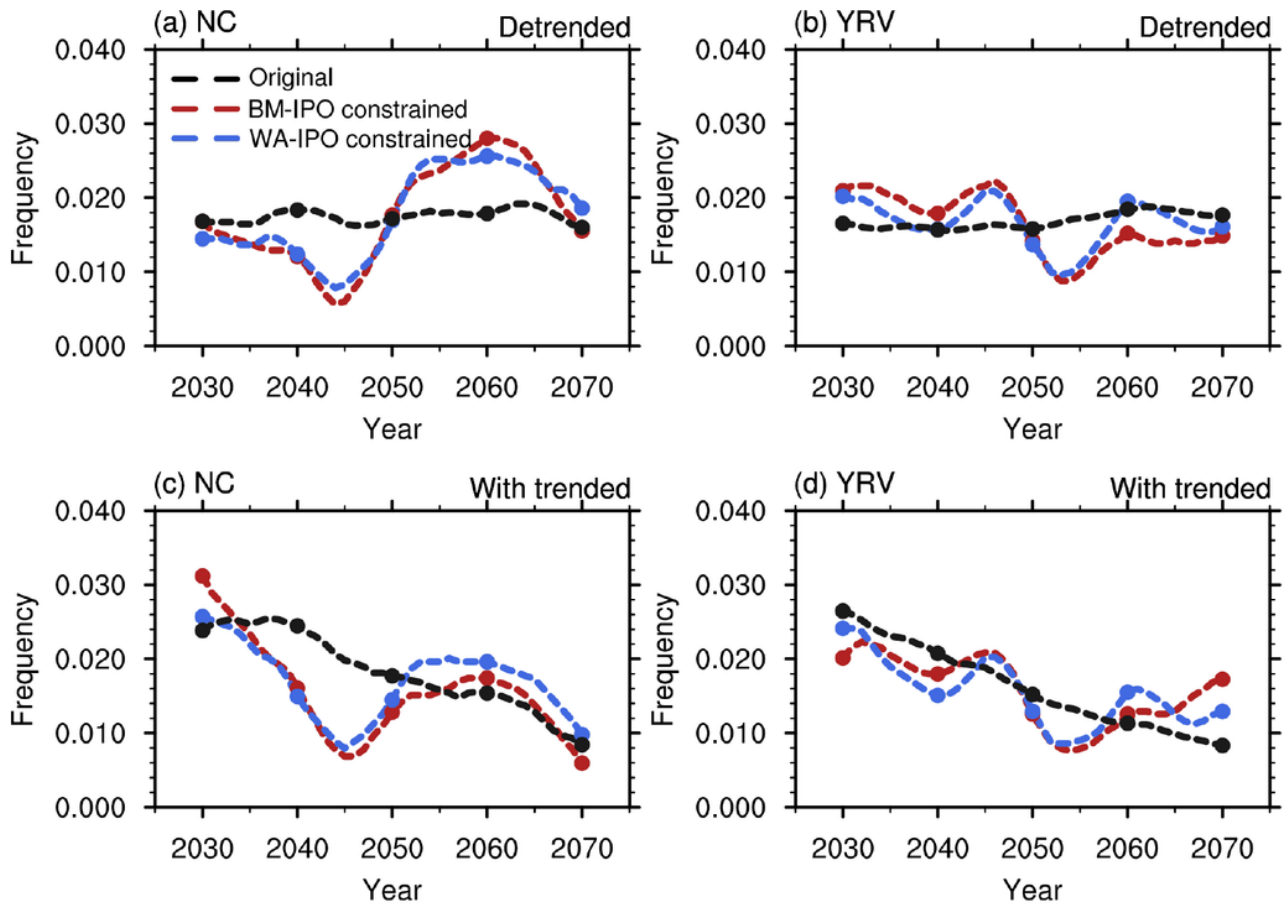 (a) NC Detrended
0.040
0.030
0.020
0.010
0.000
Frequency
Original
BM-IPO constrained
WA-IPO constrained
2030 2040 2050 2060 2070
Year
(b) YRV Detrended
0.040
0.030
0.020
0.010
0.000
Frequency
2030 2040 2050 2060 2070
Year
(c) NC With trended
0.040
0.030
0.020
0.010
0.000
Frequency
2030 2040 2050 2060 2070
Year
(d) YRV With trended
0.040
0.030
0.020
0.010
0.000
Frequency
2030 2040 2050 2060 2070
Year